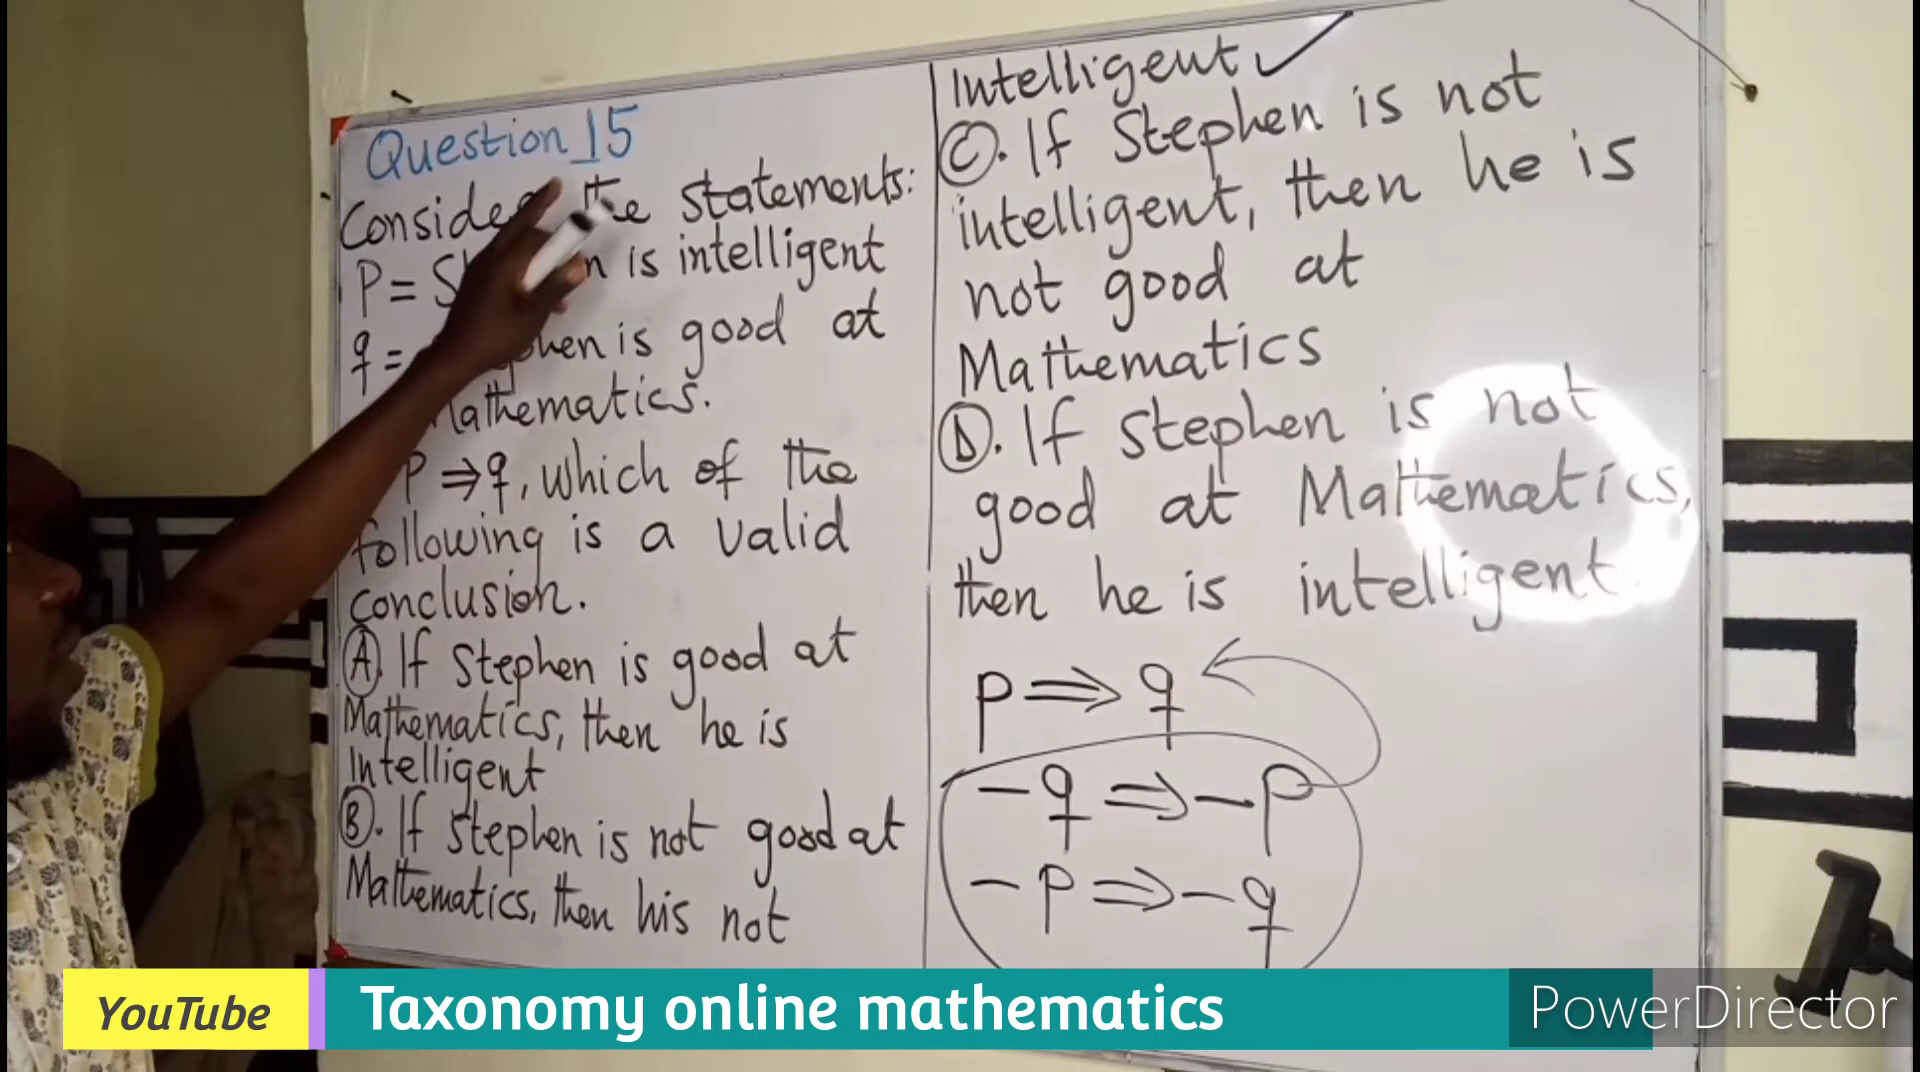 Question 15
Consider the statements:
P = is intelligent
q = is good at
Mathematics.
P ⇒ q, which of the
following is a valid
conclusion.
(A). If Stephen is good at
Mathematics, then he is
Intelligent
(B). If Stephen is not good at
Mathematics, then his not
Intelligent ✓
(C). If Stephen is not
intelligent, then he is
not good at
Mathematics
(D). If Stephen is not
good at Mathematics,
then he is intelligent.
P ⇒ q
-q ⇒ -p
-p ⇒ -q
YouTube
Taxonomy online mathematics
PowerDirector